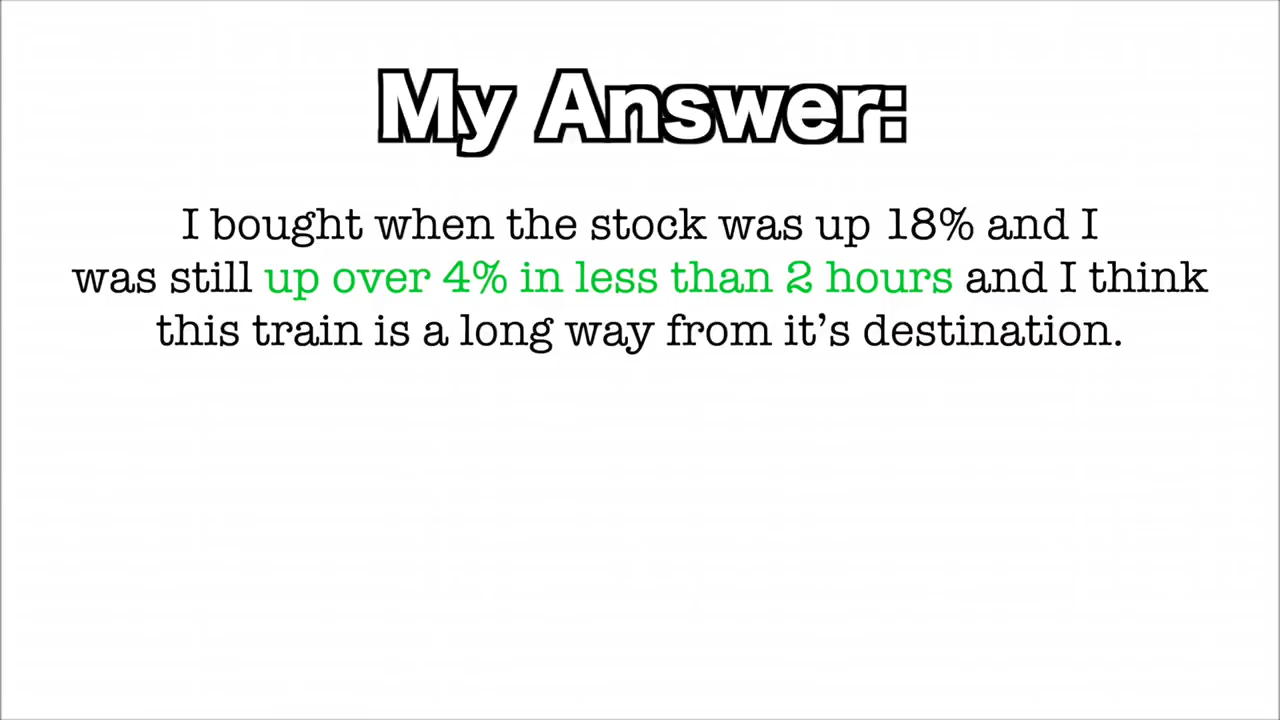 My Answer:
I bought when the stock was up 18% and I
was still up over 4% in less than 2 hours and I think
this train is a long way from it’s destination.